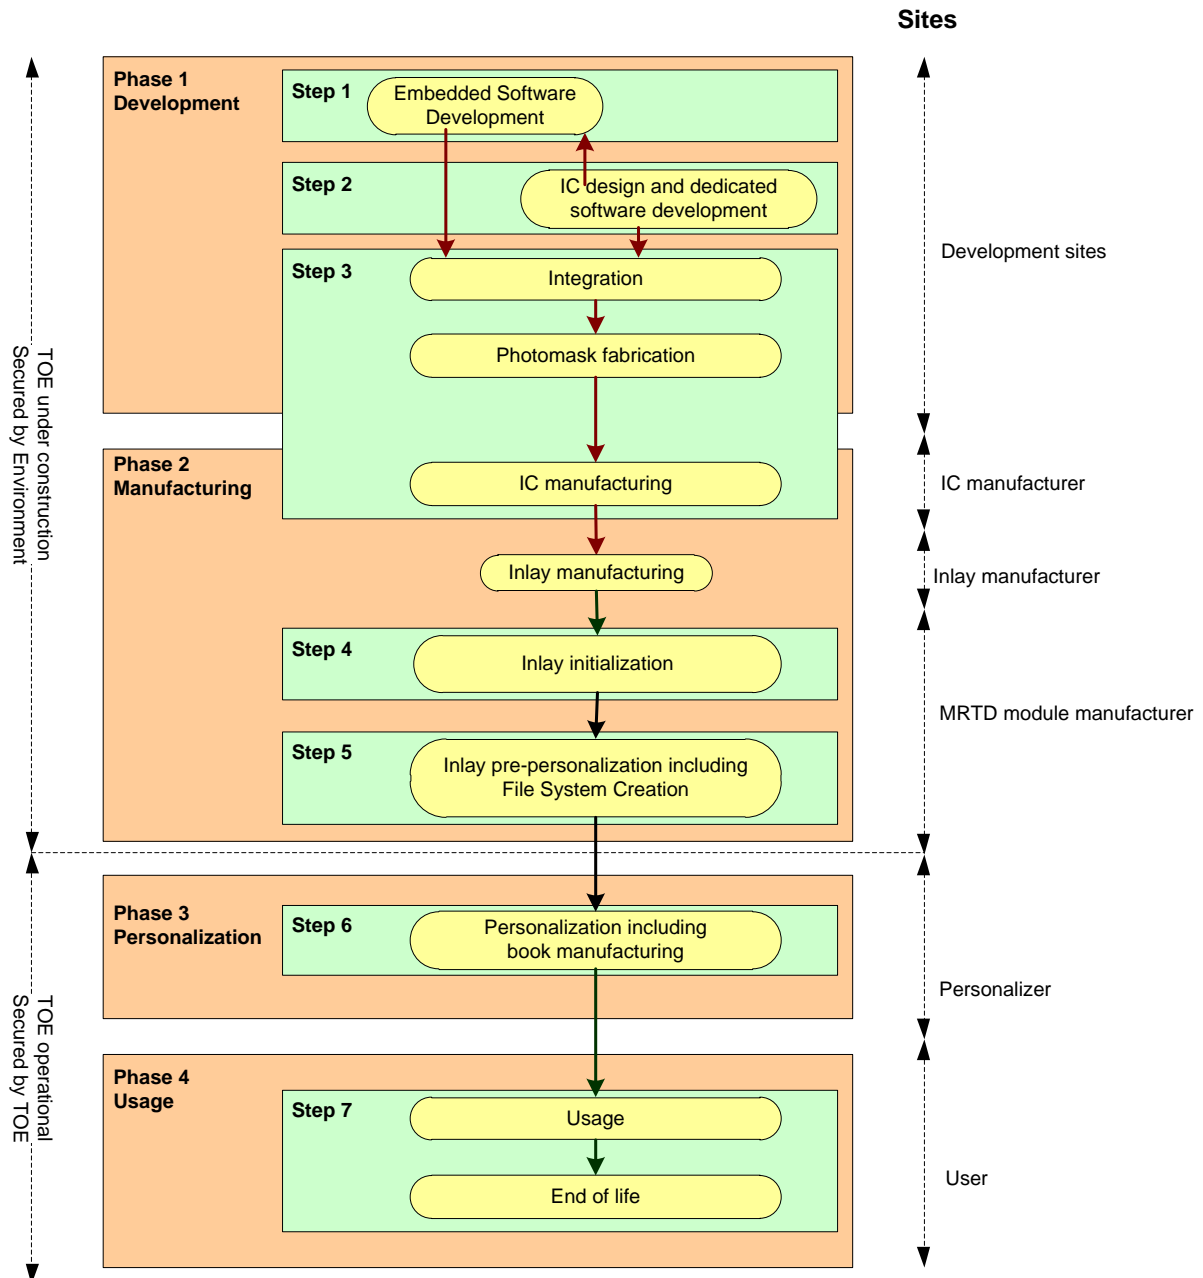 Sites
Phase 1
Development
Step 1
Embedded Software
Development
Step 2
IC design and dedicated
software development
Step 3
Integration
Photomask fabrication
Development sites
TOE under construction
Secured by Environment
Phase 2
Manufacturing
IC manufacturing
IC manufacturer
Inlay manufacturing
Inlay manufacturer
Step 4
Inlay initialization
MRTD module manufacturer
Step 5
Inlay pre-personalization including
File System Creation
Phase 3
Personalization
Step 6
Personalization including
book manufacturing
Personalizer
TOE operational
Secured by TOE
Phase 4
Usage
Step 7
Usage
End of life
User